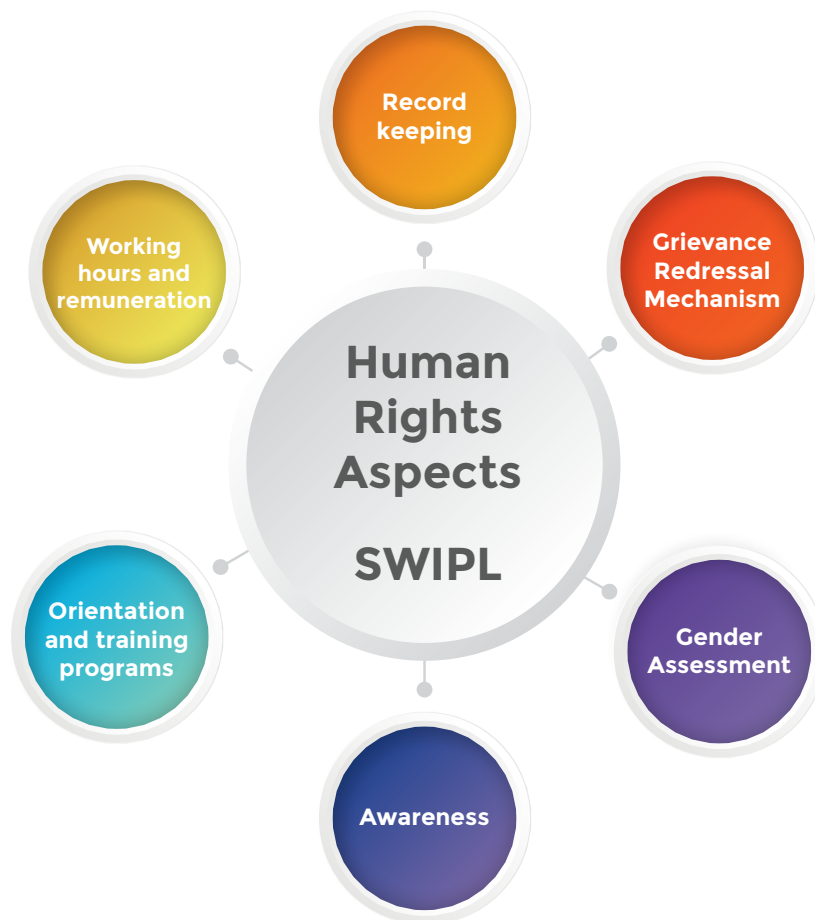 Record
keeping
Working
hours and
remuneration
Grievance
Redressal
Mechanism
Human
Rights
Aspects
SWIPL
Orientation
and training
programs
Gender
Assessment
Awareness